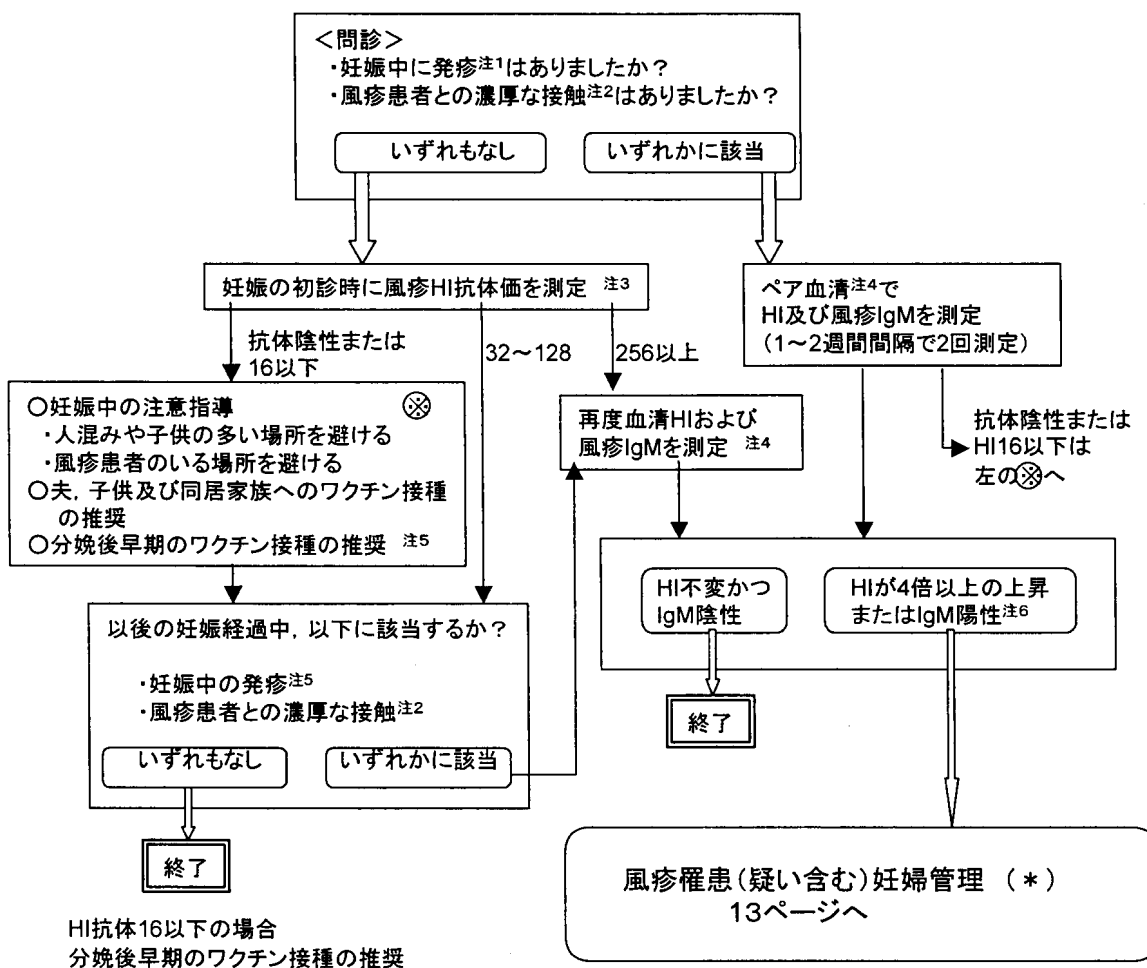 <問診>
・妊娠中に発疹注1はありましたか？
・風疹患者との濃厚な接触注2はありましたか？
いずれもなし
いずれかに該当
妊娠の初診時に風疹HI抗体価を測定 注3
ペア血清注4で
HI及び風疹IgMを測定
(1～2週間間隔で2回測定)
抗体陰性または
16以下
32～128
256以上
○妊娠中の注意指導 ※
・人混みや子供の多い場所を避ける
・風疹患者のいる場所を避ける
○夫，子供及び同居家族へのワクチン接種
の推奨
○分娩後早期のワクチン接種の推奨 注5
再度血清HIおよび
風疹IgMを測定 注4
抗体陰性または
HI16以下は
左の※へ
HI不変かつ
IgM陰性
HIが4倍以上の上昇
またはIgM陽性注6
以後の妊娠経過中，以下に該当するか？
・妊娠中の発疹注5
・風疹患者との濃厚な接触注2
いずれもなし
いずれかに該当
終了
終了
風疹罹患(疑い含む)妊婦管理 (＊)
13ページへ
HI抗体16以下の場合
分娩後早期のワクチン接種の推奨